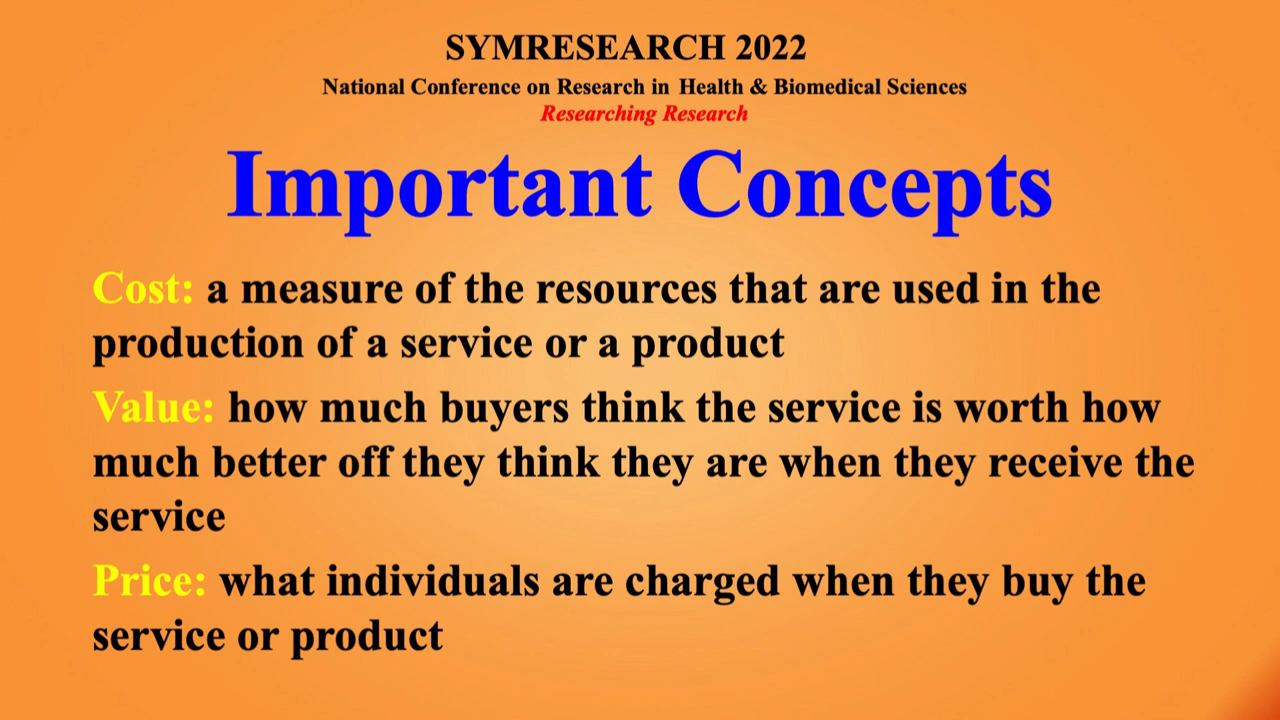 SYMRESEARCH 2022
National Conference on Research in Health & Biomedical Sciences
Researching Research
Important Concepts
Cost: a measure of the resources that are used in the
production of a service or a product
Value: how much buyers think the service is worth how
much better off they think they are when they receive the
service
Price: what individuals are charged when they buy the
service or product